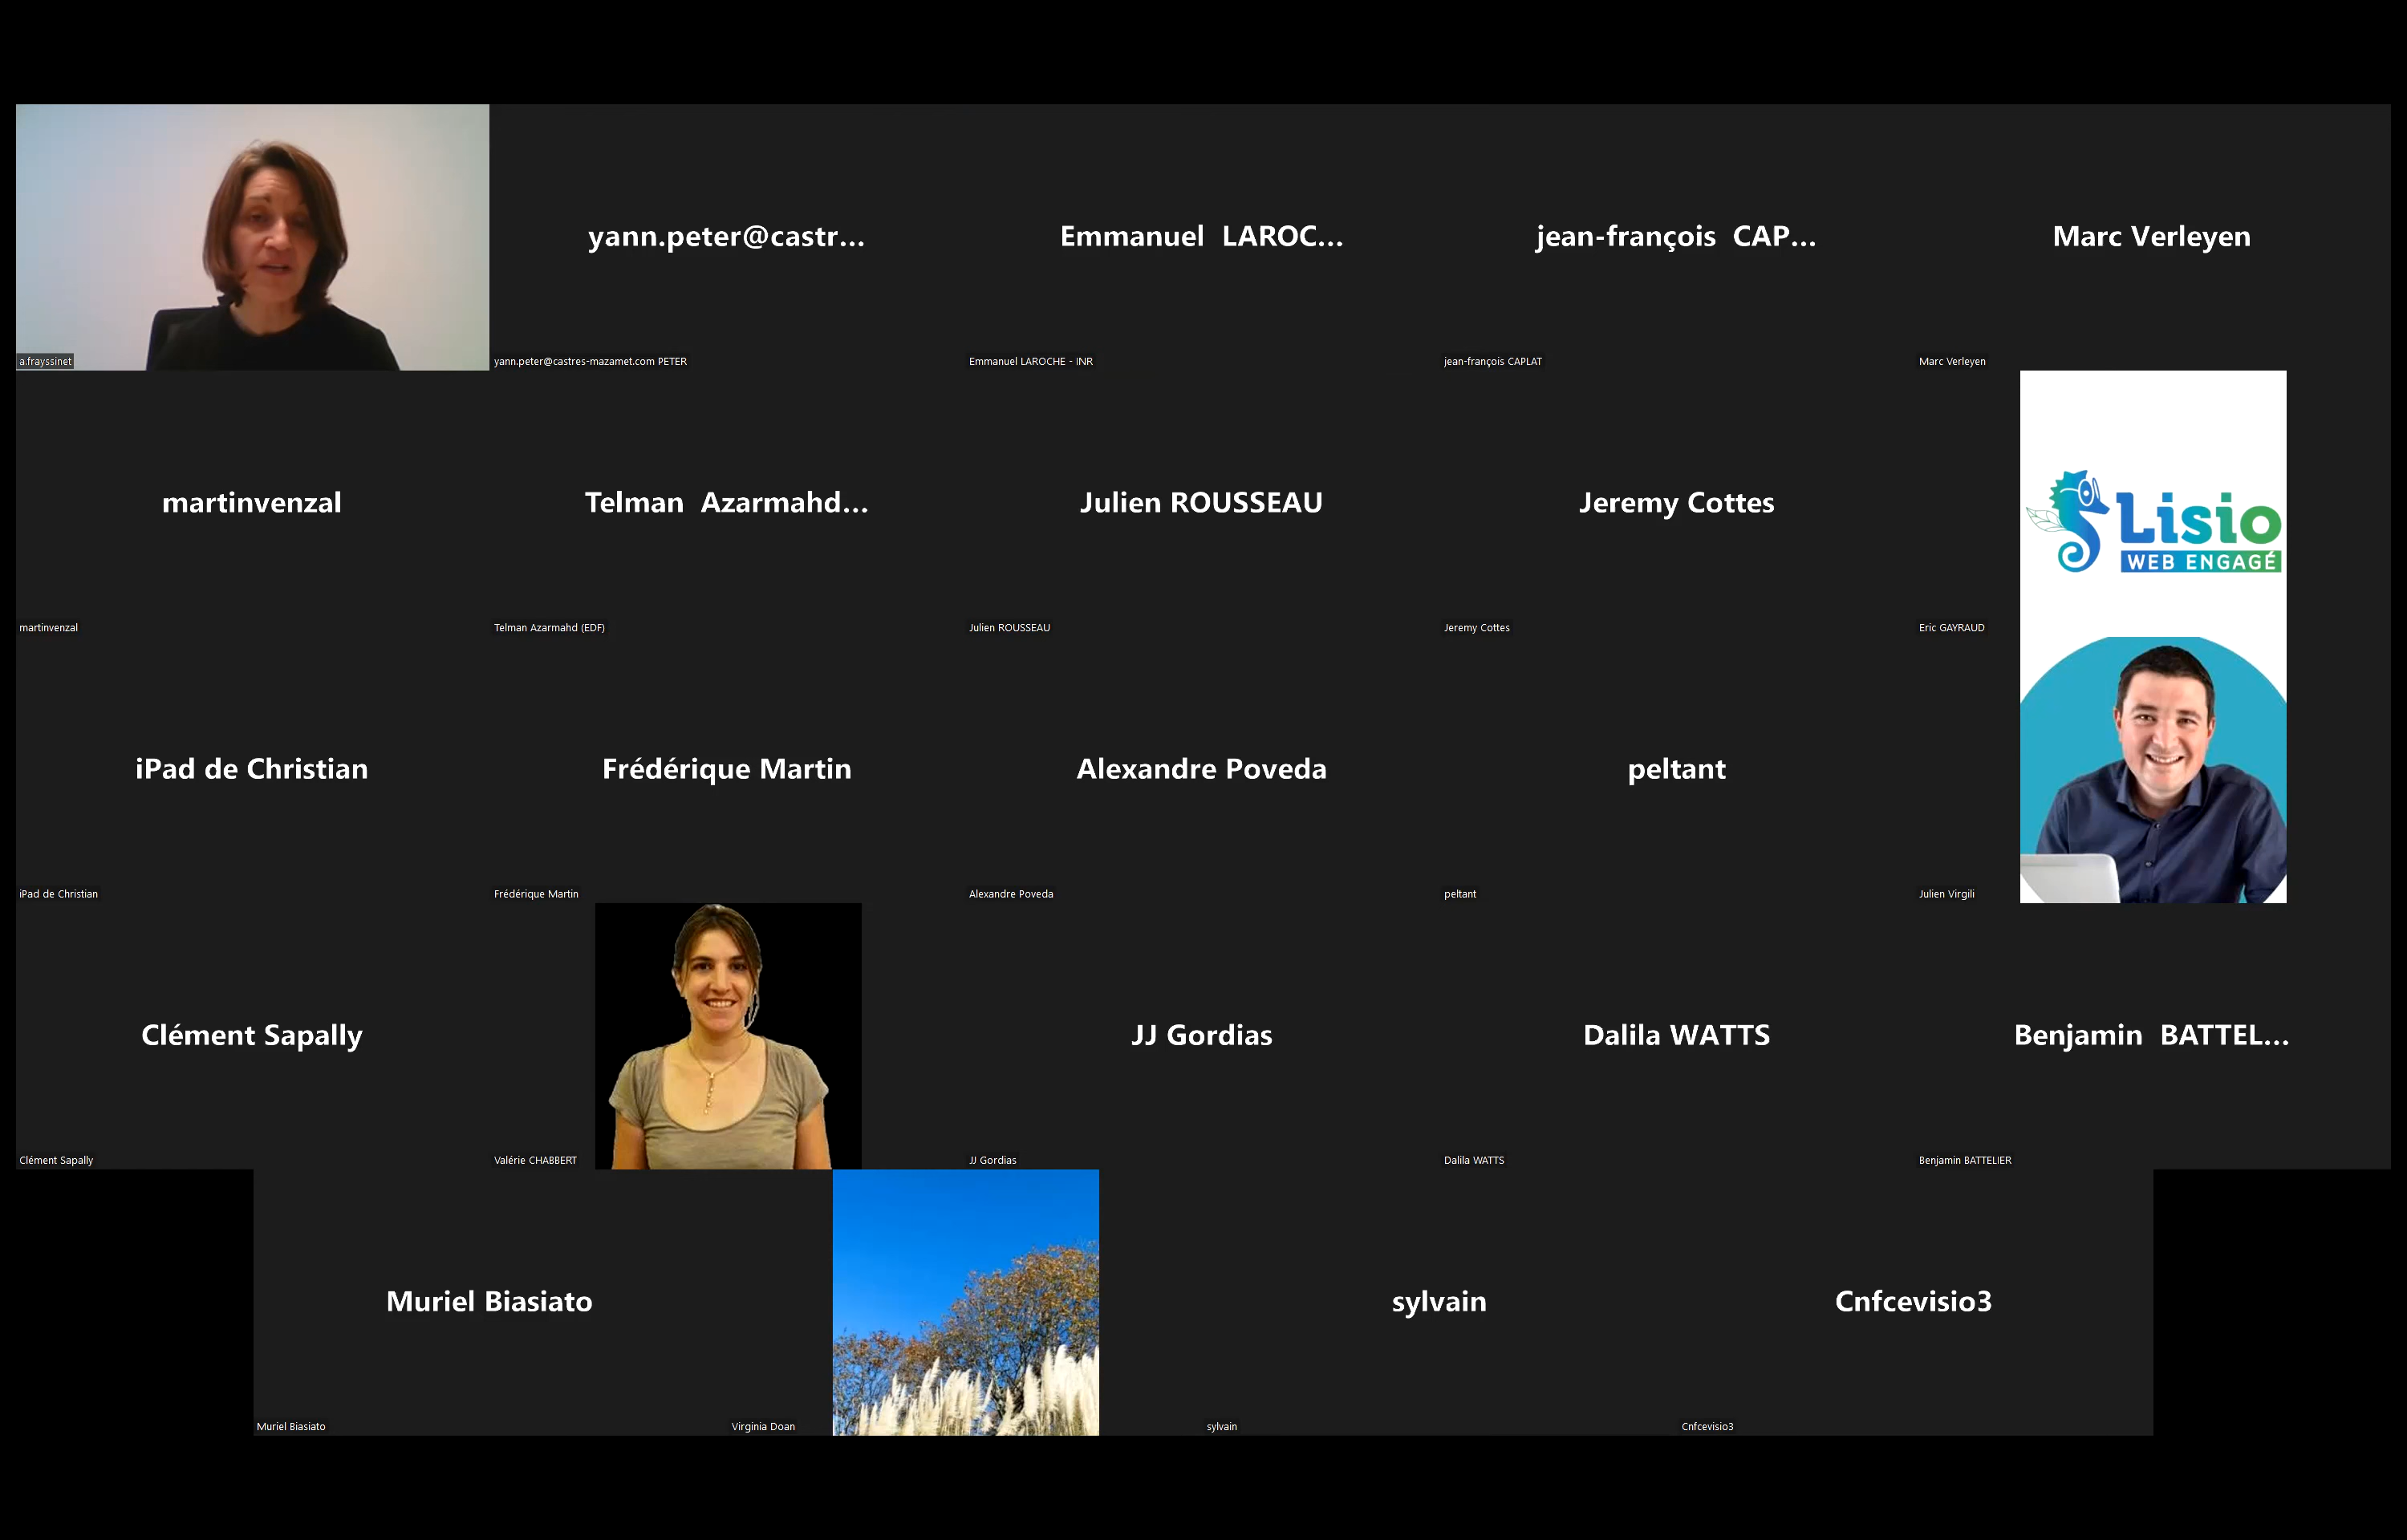 yann.peter@castr...
Emmanuel LAROC...
jean-françois CAP...
Marc Verleyen
a.frayssinet
yann.peter@castres-mazamet.com PETER
Emmanuel LAROCHE - INR
jean-françois CAPLAT
Marc Verleyen
martinvenzal
Telman Azarmahd...
Julien ROUSSEAU
Jeremy Cottes
Lisio
WEB ENGAGÉ
martinvenzal
Telman Azarmahd (EDF)
Julien ROUSSEAU
Jeremy Cottes
Eric GAYRAUD
iPad de Christian
Frédérique Martin
Alexandre Poveda
peltant
iPad de Christian
Frédérique Martin
Alexandre Poveda
peltant
Julien Virgili
Clément Sapally
JJ Gordias
Dalila WATTS
Benjamin BATTEL...
Clément Sapally
Valérie CHABBERT
JJ Gordias
Dalila WATTS
Benjamin BATTELIER
Muriel Biasiato
sylvain
Cnfcevisio3
Muriel Biasiato
Virginia Doan
sylvain
Cnfcevisio3